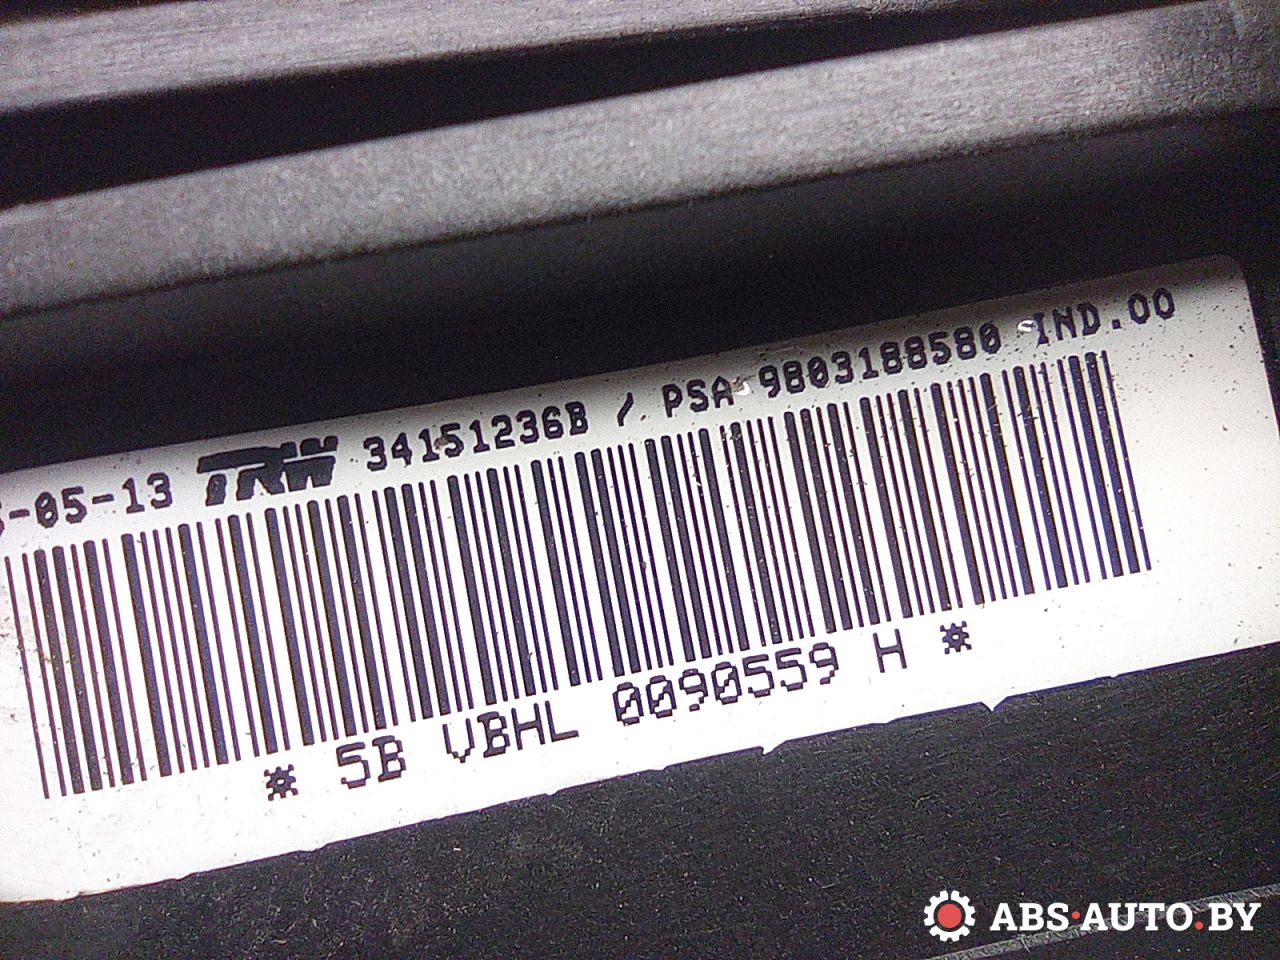 -05-13 TRW 34151236B / PSA 9803188580 IND.00
* 5B VBHL 0090559 H *
ABS·AUTO.BY